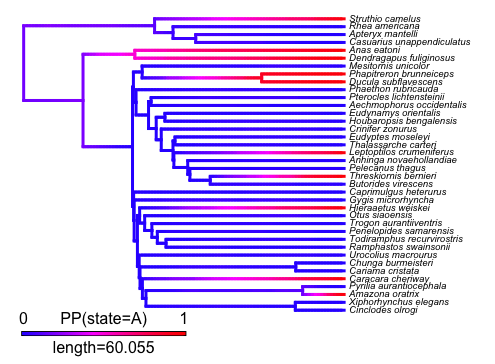 Struthio camelus
Rhea americana
Apteryx mantelli
Casuarius unappendiculatus
Anas eatoni
Dendragapus fuliginosus
Mesitornis unicolor
Phapitreron brunneiceps
Ducula subflavescens
Phaethon rubricauda
Pterocles lichtensteinii
Aechmophorus occidentalis
Eudynamys orientalis
Houbaropsis bengalensis
Crinifer zonurus
Eudyptes moseleyi
Thalassarche carteri
Leptoptilos crumeniferus
Anhinga novaehollandiae
Pelecanus thagus
Threskiornis bernieri
Butorides virescens
Caprimulgus heterurus
Gygis microrhyncha
Hieraaetus weiskei
Otus siaoensis
Trogon aurantiiventris
Penelopides samarensis
Todiramphus recurvirostris
Ramphastos swainsonii
Urocolius macrourus
Chunga burmeisteri
Cariama cristata
Caracara cheriway
Pyrilia aurantiocephala
Amazona oratrix
Xiphorhynchus elegans
Cinclodes olrogi
0 PP(state=A) 1
length=60.055